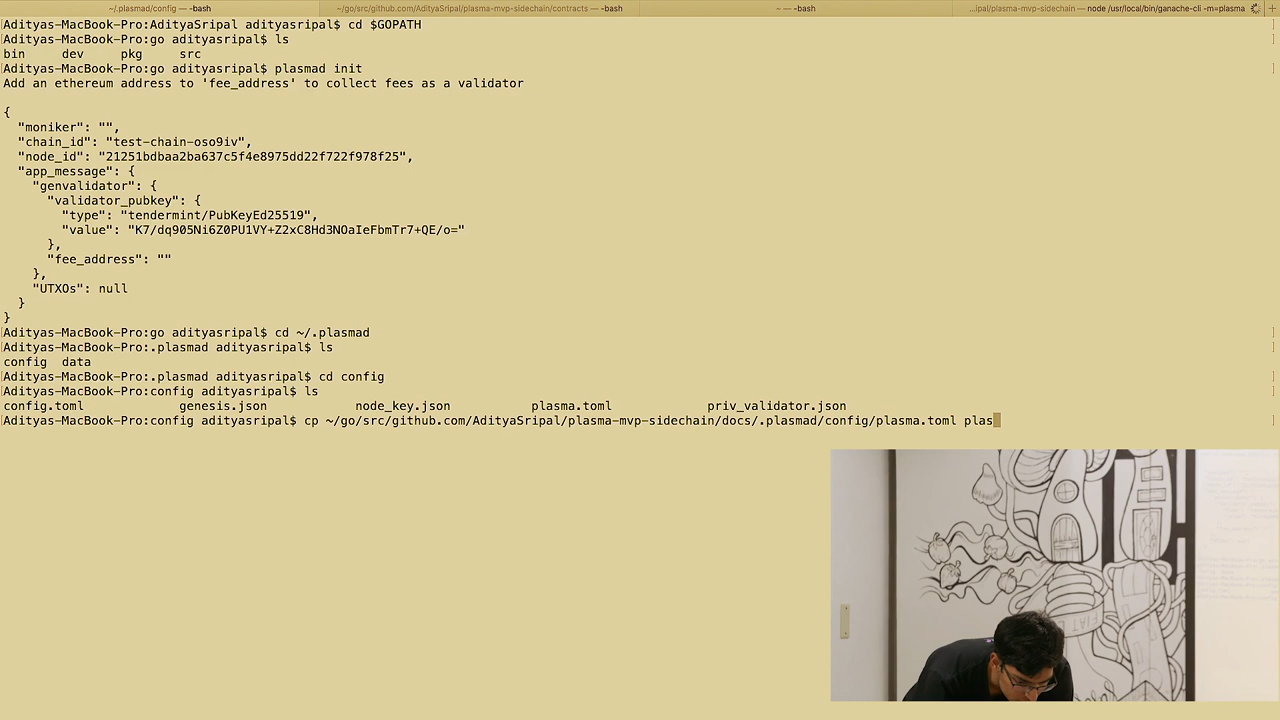 ~/.plasmad/config — -bash
~/go/src/github.com/AdityaSripal/plasma-mvp-sidechain/contracts — -bash
~ — -bash
...ipal/plasma-mvp-sidechain — node /usr/local/bin/ganache-cli -m=plasma
Adityas-MacBook-Pro:AdityaSripal adityasripal$ cd $GOPATH
Adityas-MacBook-Pro:go adityasripal$ ls
bin dev pkg src
Adityas-MacBook-Pro:go adityasripal$ plasmad init
Add an ethereum address to 'fee_address' to collect fees as a validator
{
"moniker": "",
"chain_id": "test-chain-oso9iv",
"node_id": "21251bdbaa2ba637c5f4e8975dd22f722f978f25",
"app_message": {
"genvalidator": {
"validator_pubkey": {
"type": "tendermint/PubKeyEd25519",
"value": "K7/dq905Ni6Z0PU1VY+Z2xC8Hd3NOaIeFbmTr7+QE/o="
},
"fee_address": ""
},
"UTXOs": null
}
}
Adityas-MacBook-Pro:go adityasripal$ cd ~/.plasmad
Adityas-MacBook-Pro:.plasmad adityasripal$ ls
config data
Adityas-MacBook-Pro:.plasmad adityasripal$ cd config
Adityas-MacBook-Pro:config adityasripal$ ls
config.toml genesis.json node_key.json plasma.toml priv_validator.json
Adityas-MacBook-Pro:config adityasripal$ cp ~/go/src/github.com/AdityaSripal/plasma-mvp-sidechain/docs/.plasmad/config/plasma.toml plas
FIAT